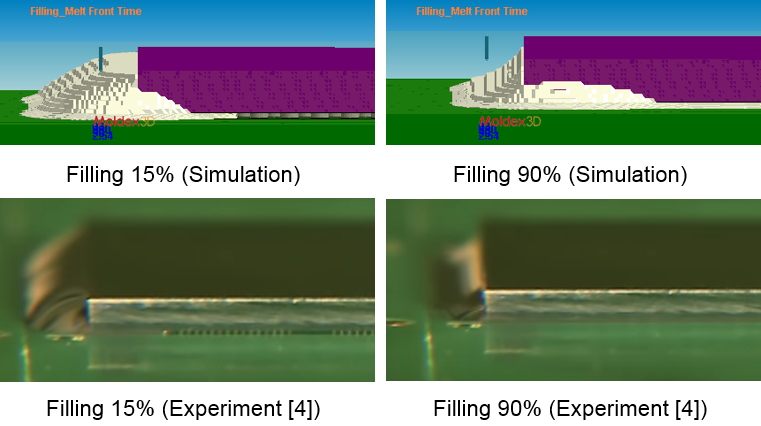 Filling_Melt Front Time
Filling_Melt Front Time
Moldex3D
Moldex3D
Filling 15% (Simulation)
Filling 90% (Simulation)
Filling 15% (Experiment [4])
Filling 90% (Experiment [4])